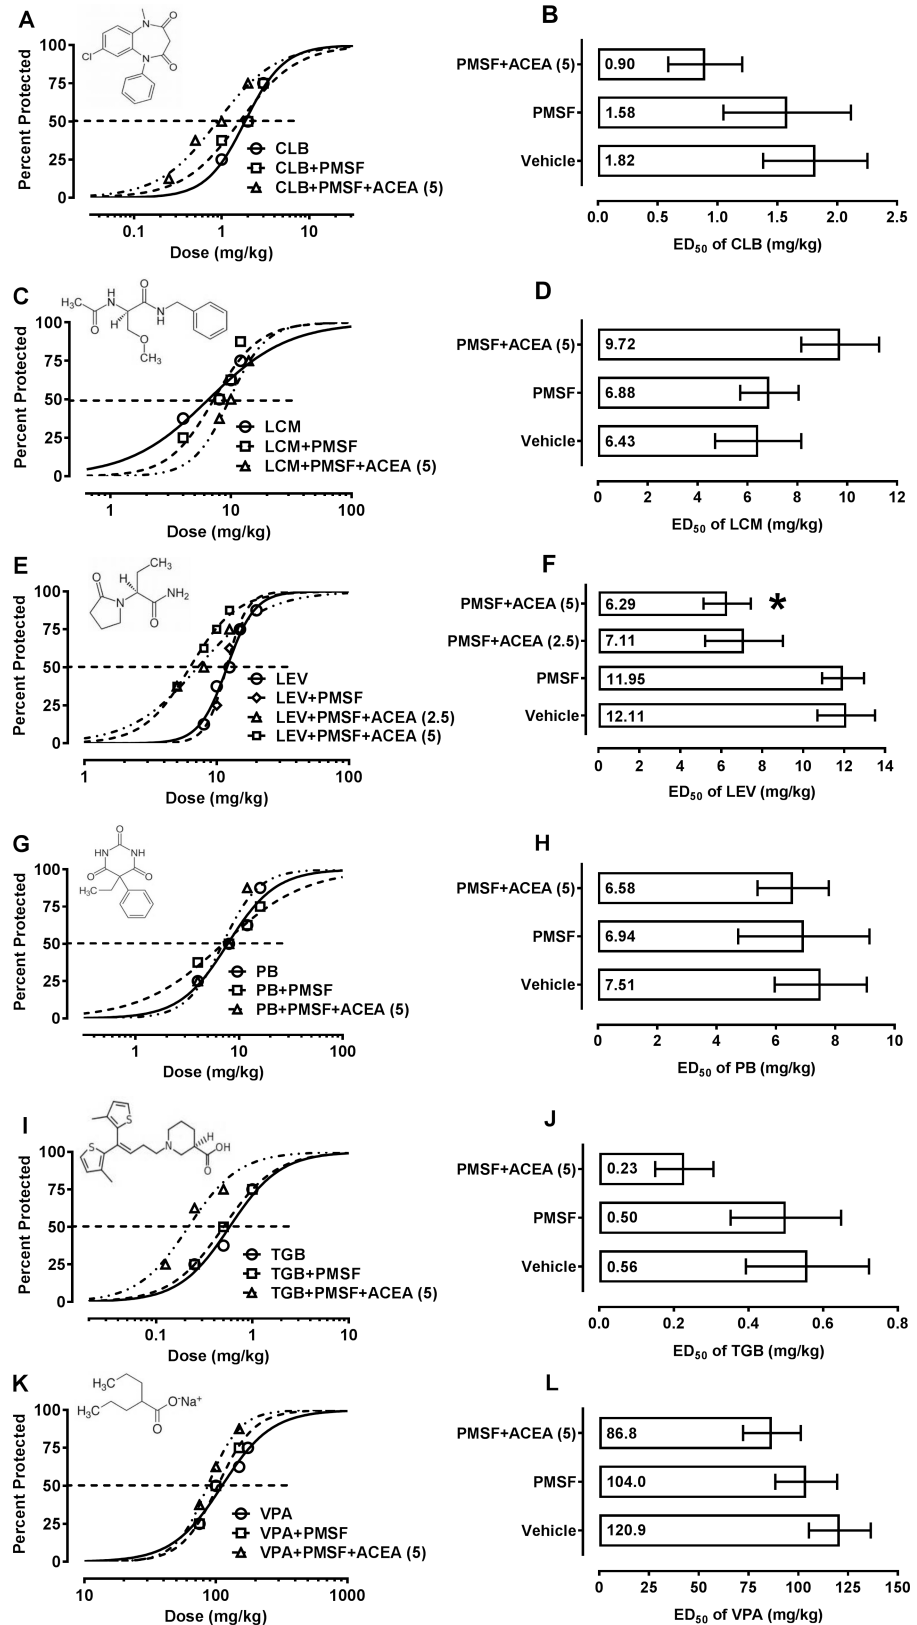 A
CH3
N
O
Cl
N
O
Percent Protected
100
75
50
25
0
CLB
CLB+PMSF
CLB+PMSF+ACEA (5)
0.1 1 10
Dose (mg/kg)
B
PMSF+ACEA (5) 0.90
PMSF 1.58
Vehicle 1.82
0.0 0.5 1.0 1.5 2.0 2.5
ED50 of CLB (mg/kg)
C
H3C
O
H
N
H
O
N
H
O
CH3
Percent Protected
100
75
50
25
0
LCM
LCM+PMSF
LCM+PMSF+ACEA (5)
1 10 100
Dose (mg/kg)
D
PMSF+ACEA (5) 9.72
PMSF 6.88
Vehicle 6.43
0 2 4 6 8 10 12
ED50 of LCM (mg/kg)
E
CH3
O
H
N
NH2
O
Percent Protected
100
75
50
25
0
LEV
LEV+PMSF
LEV+PMSF+ACEA (2.5)
LEV+PMSF+ACEA (5)
1 10 100
Dose (mg/kg)
F
PMSF+ACEA (5) 6.29 *
PMSF+ACEA (2.5) 7.11
PMSF 11.95
Vehicle 12.11
0 2 4 6 8 10 12 14
ED50 of LEV (mg/kg)
G
O
HN NH
O O
H3C
Percent Protected
100
75
50
25
0
PB
PB+PMSF
PB+PMSF+ACEA (5)
1 10 100
Dose (mg/kg)
H
PMSF+ACEA (5) 6.58
PMSF 6.94
Vehicle 7.51
0 2 4 6 8 10
ED50 of PB (mg/kg)
I
S
S
N
H
OH
O
Percent Protected
100
75
50
25
0
TGB
TGB+PMSF
TGB+PMSF+ACEA (5)
0.1 1 10
Dose (mg/kg)
J
PMSF+ACEA (5) 0.23
PMSF 0.50
Vehicle 0.56
0.0 0.2 0.4 0.6 0.8
ED50 of TGB (mg/kg)
K
H3C
H3C
O-Na+
O
Percent Protected
100
75
50
25
0
VPA
VPA+PMSF
VPA+PMSF+ACEA (5)
10 100 1000
Dose (mg/kg)
L
PMSF+ACEA (5) 86.8
PMSF 104.0
Vehicle 120.9
0 25 50 75 100 125 150
ED50 of VPA (mg/kg)